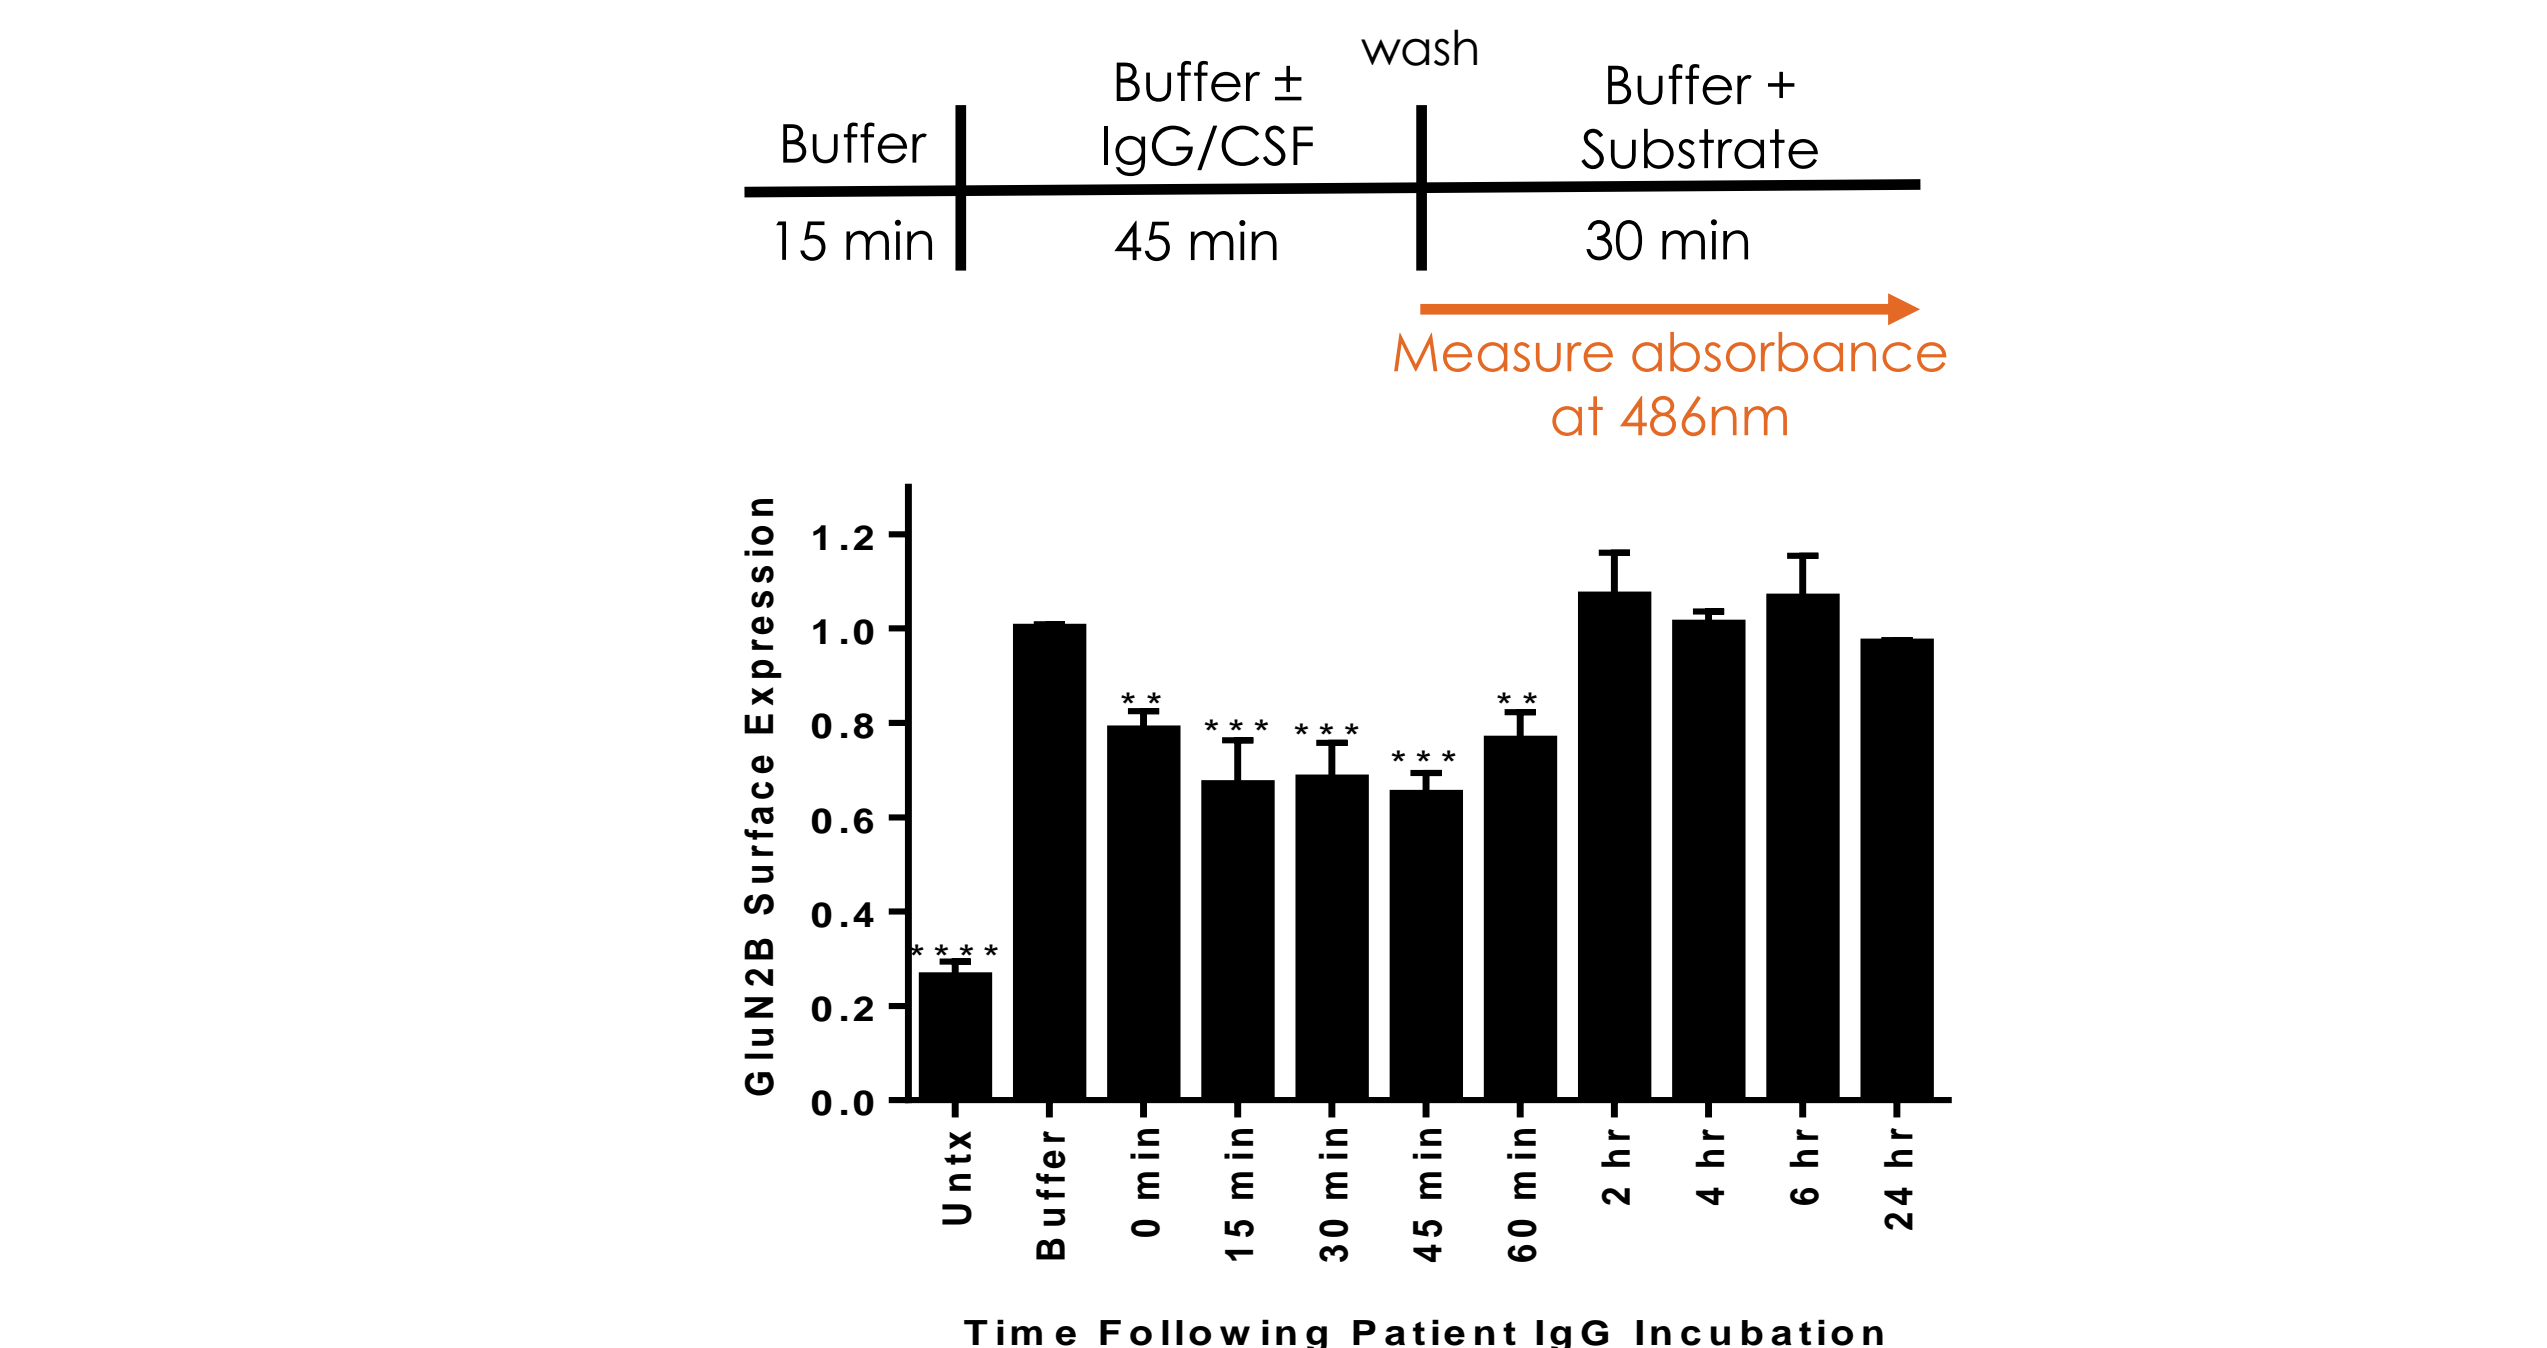 wash
Buffer
Buffer ±
IgG/CSF
Buffer +
Substrate
15 min
45 min
30 min
Measure absorbance
at 486nm
GluN2B Surface Expression
1.2
1.0
0.8
0.6
0.4
0.2
0.0
****
**
***
***
***
**
Untx
Buffer
0 min
15 min
30 min
45 min
60 min
2 hr
4 hr
6 hr
24 hr
Time Following Patient IgG Incubation